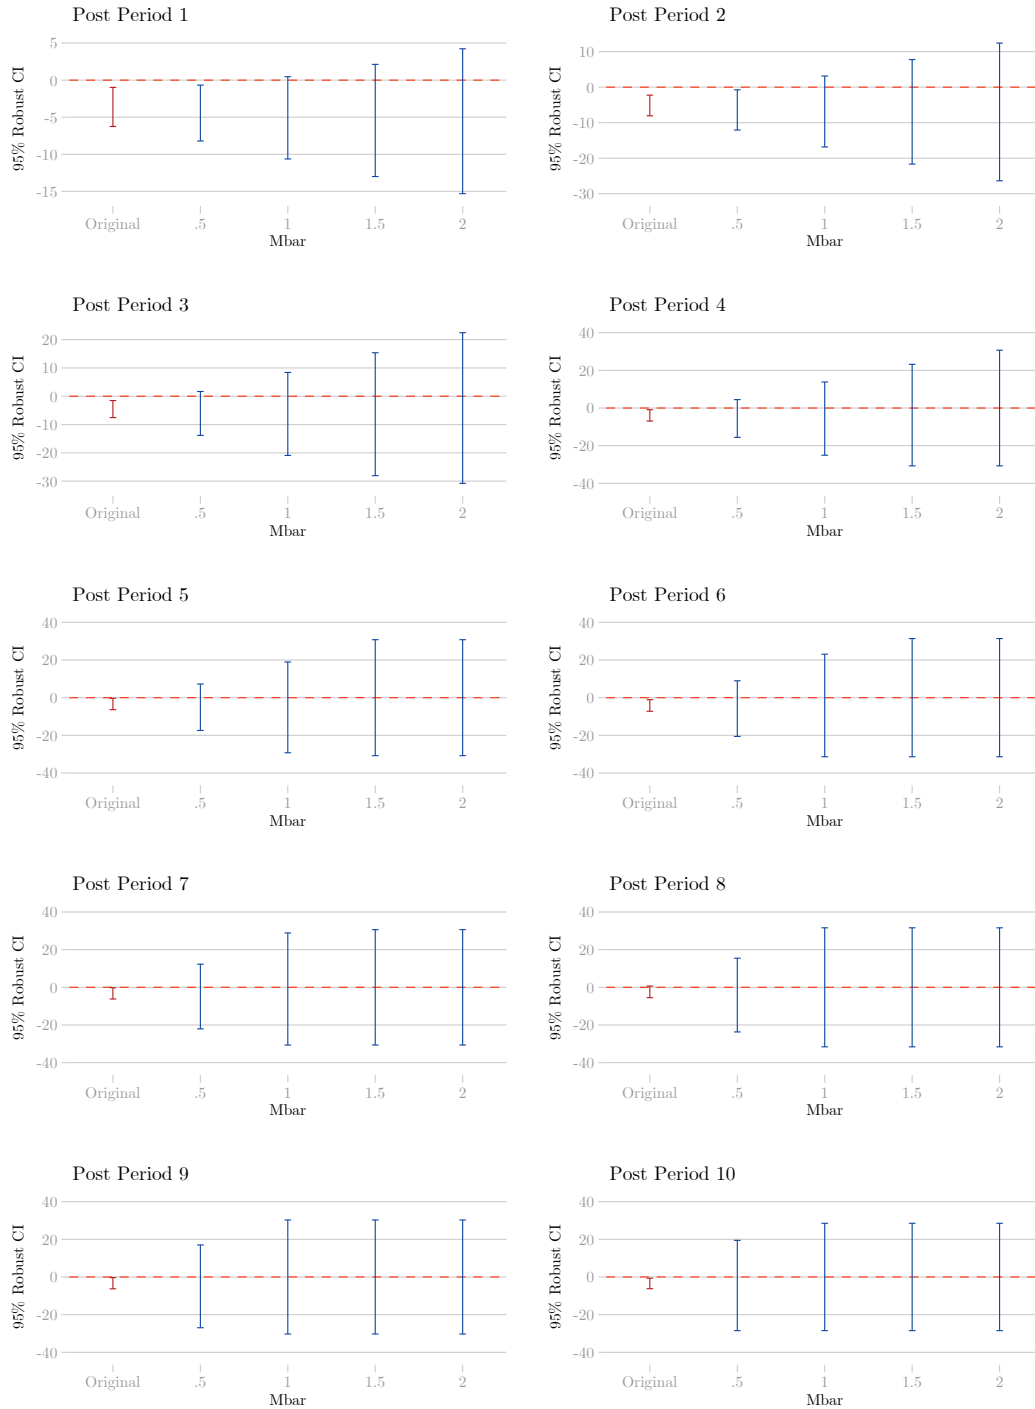 Post Period 1
95% Robust CI
5
0
-5
-10
-15
Original .5 1 1.5 2
Mbar
Post Period 2
95% Robust CI
10
0
-10
-20
-30
Original .5 1 1.5 2
Mbar
Post Period 3
95% Robust CI
20
10
0
-10
-20
-30
Original .5 1 1.5 2
Mbar
Post Period 4
95% Robust CI
40
20
0
-20
-40
Original .5 1 1.5 2
Mbar
Post Period 5
95% Robust CI
40
20
0
-20
-40
Original .5 1 1.5 2
Mbar
Post Period 6
95% Robust CI
40
20
0
-20
-40
Original .5 1 1.5 2
Mbar
Post Period 7
95% Robust CI
40
20
0
-20
-40
Original .5 1 1.5 2
Mbar
Post Period 8
95% Robust CI
40
20
0
-20
-40
Original .5 1 1.5 2
Mbar
Post Period 9
95% Robust CI
40
20
0
-20
-40
Original .5 1 1.5 2
Mbar
Post Period 10
95% Robust CI
40
20
0
-20
-40
Original .5 1 1.5 2
Mbar